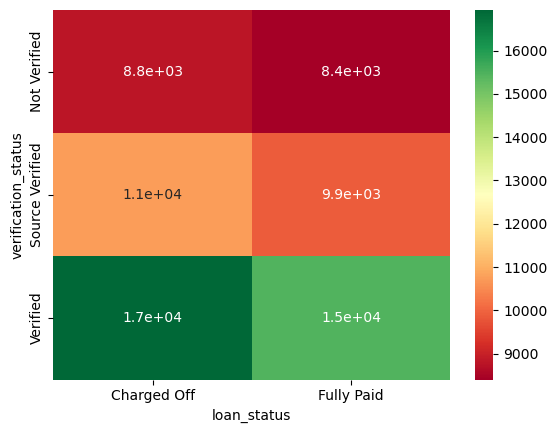 verification_status
Not Verified
Source Verified
Verified
8.8e+03 8.4e+03
1.1e+04 9.9e+03
1.7e+04 1.5e+04
Charged Off Fully Paid
loan_status
16000
15000
14000
13000
12000
11000
10000
9000